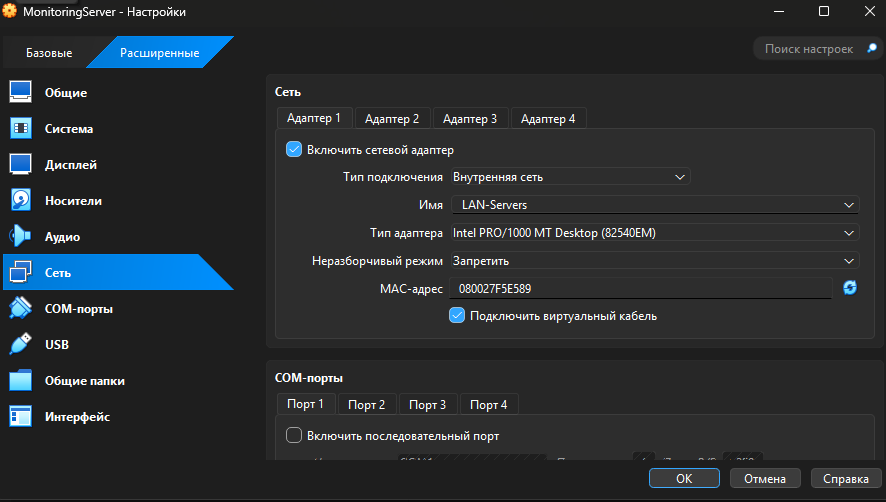 MonitoringServer - Настройки
Базовые Расширенные Поиск настроек
Общие
Система
Дисплей
Носители
Аудио
Сеть
COM-порты
USB
Общие папки
Интерфейс
Сеть
Адаптер 1 Адаптер 2 Адаптер 3 Адаптер 4
Включить сетевой адаптер
Тип подключения Внутренняя сеть
Имя LAN-Servers
Тип адаптера Intel PRO/1000 MT Desktop (82540EM)
Неразборчивый режим Запретить
MAC-адрес 080027F5E589
Подключить виртуальный кабель
COM-порты
Порт 1 Порт 2 Порт 3 Порт 4
Включить последовательный порт
OK Отмена Справка